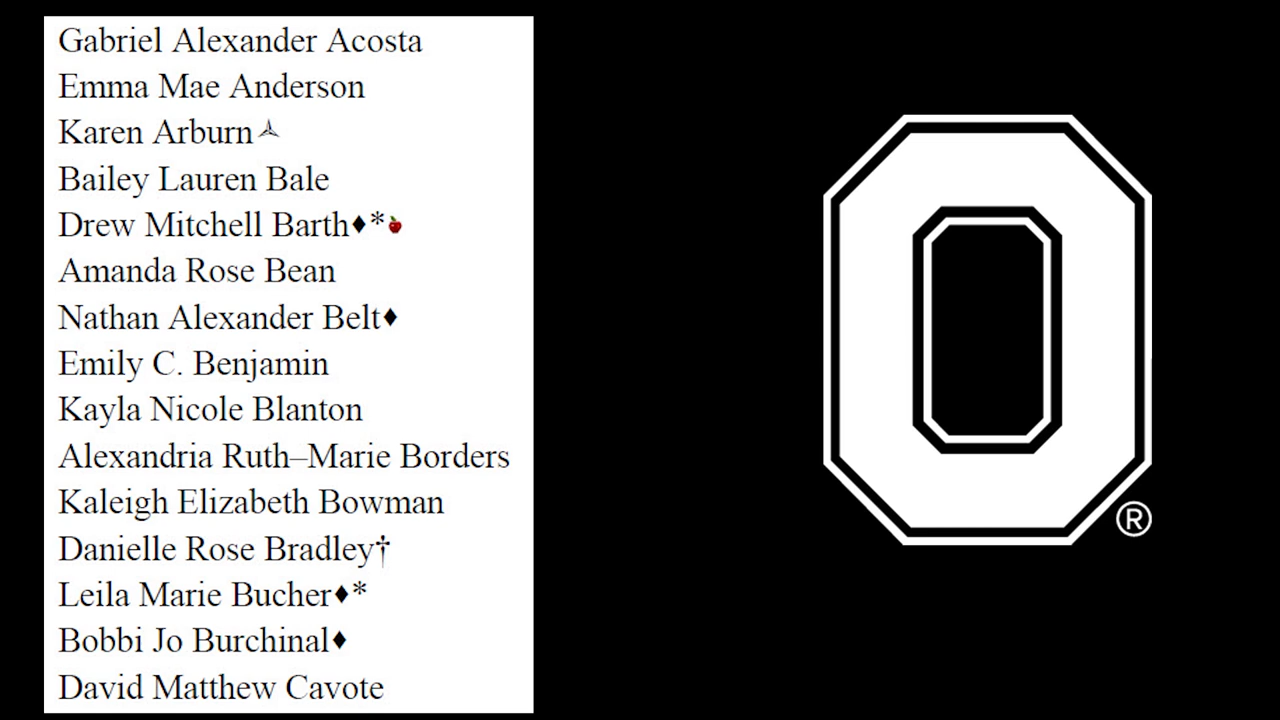 Gabriel Alexander Acosta
Emma Mae Anderson
Karen Arburn
Bailey Lauren Bale
Drew Mitchell Barth♦*🍎
Amanda Rose Bean
Nathan Alexander Belt♦
Emily C. Benjamin
Kayla Nicole Blanton
Alexandria Ruth–Marie Borders
Kaleigh Elizabeth Bowman
Danielle Rose Bradley†
Leila Marie Bucher♦*
Bobbi Jo Burchinal♦
David Matthew Cavote
O
®